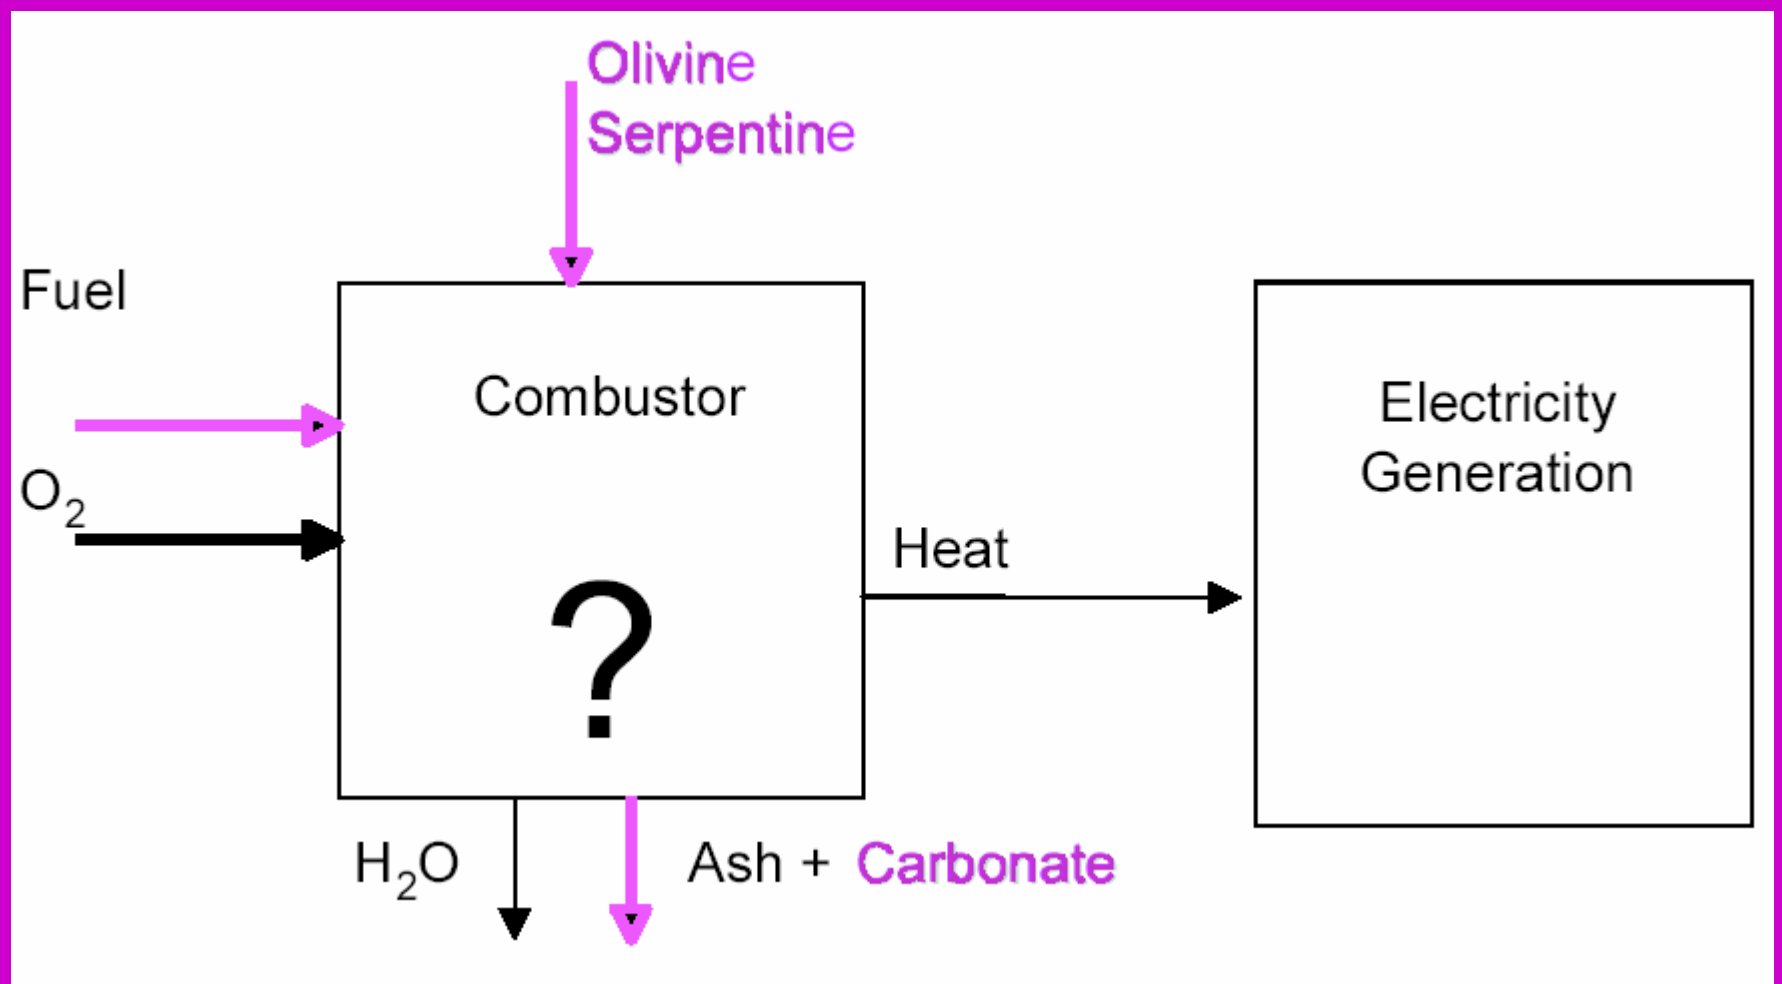 Olivine
Serpentine
Fuel
Combustor
Electricity
Generation
O₂
Heat
?
H₂O
Ash + Carbonate